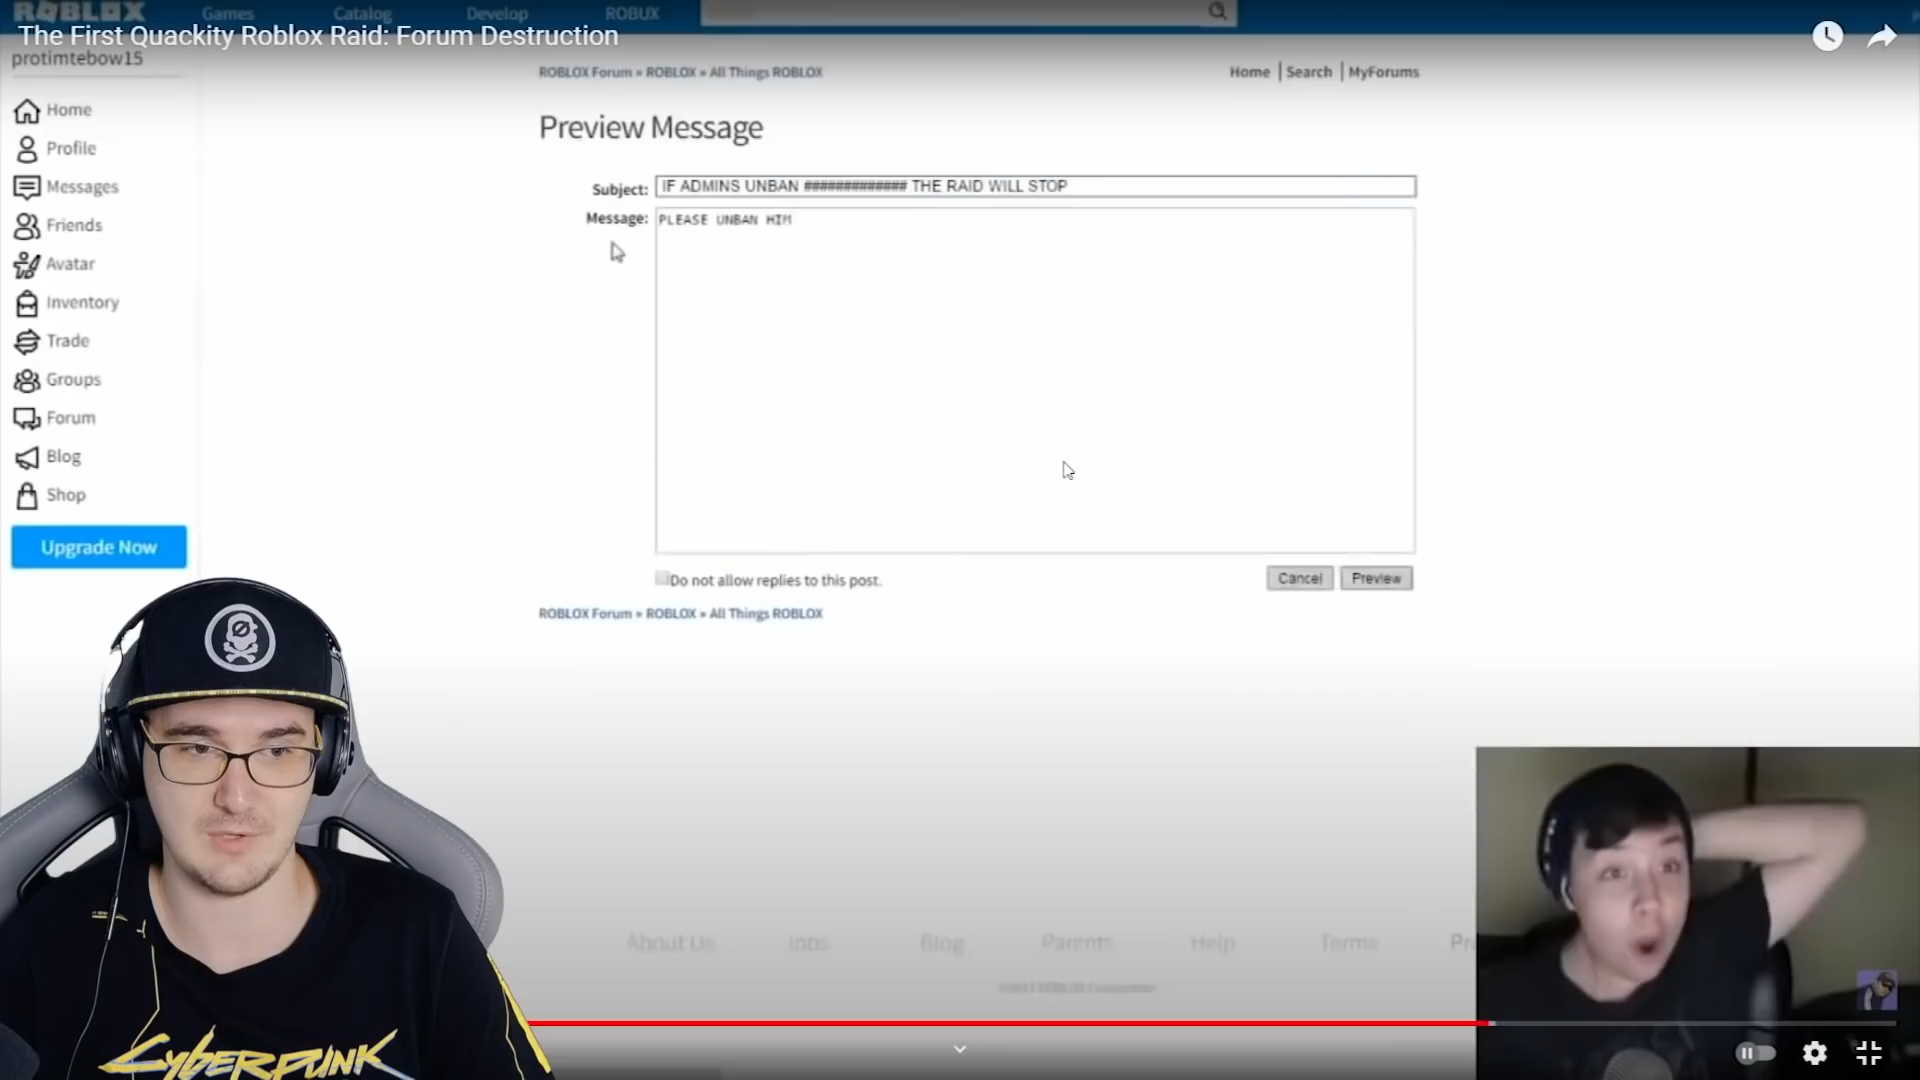 ROBLOX
Games
Catalog
Develop
ROBUX
The First Quackity Roblox Raid: Forum Destruction
protimtebow15
ROBLOX Forum » ROBLOX » All Things ROBLOX
Home | Search | MyForums
Home
Profile
Messages
Friends
Avatar
Inventory
Trade
Groups
Forum
Blog
Shop
Upgrade Now
Preview Message
Subject: IF ADMINS UNBAN ############# THE RAID WILL STOP
Message: PLEASE UNBAN HIM
Do not allow replies to this post.
Cancel
Preview
ROBLOX Forum » ROBLOX » All Things ROBLOX
About Us
Jobs
Blog
Parents
Help
Terms
CYBERPUNK